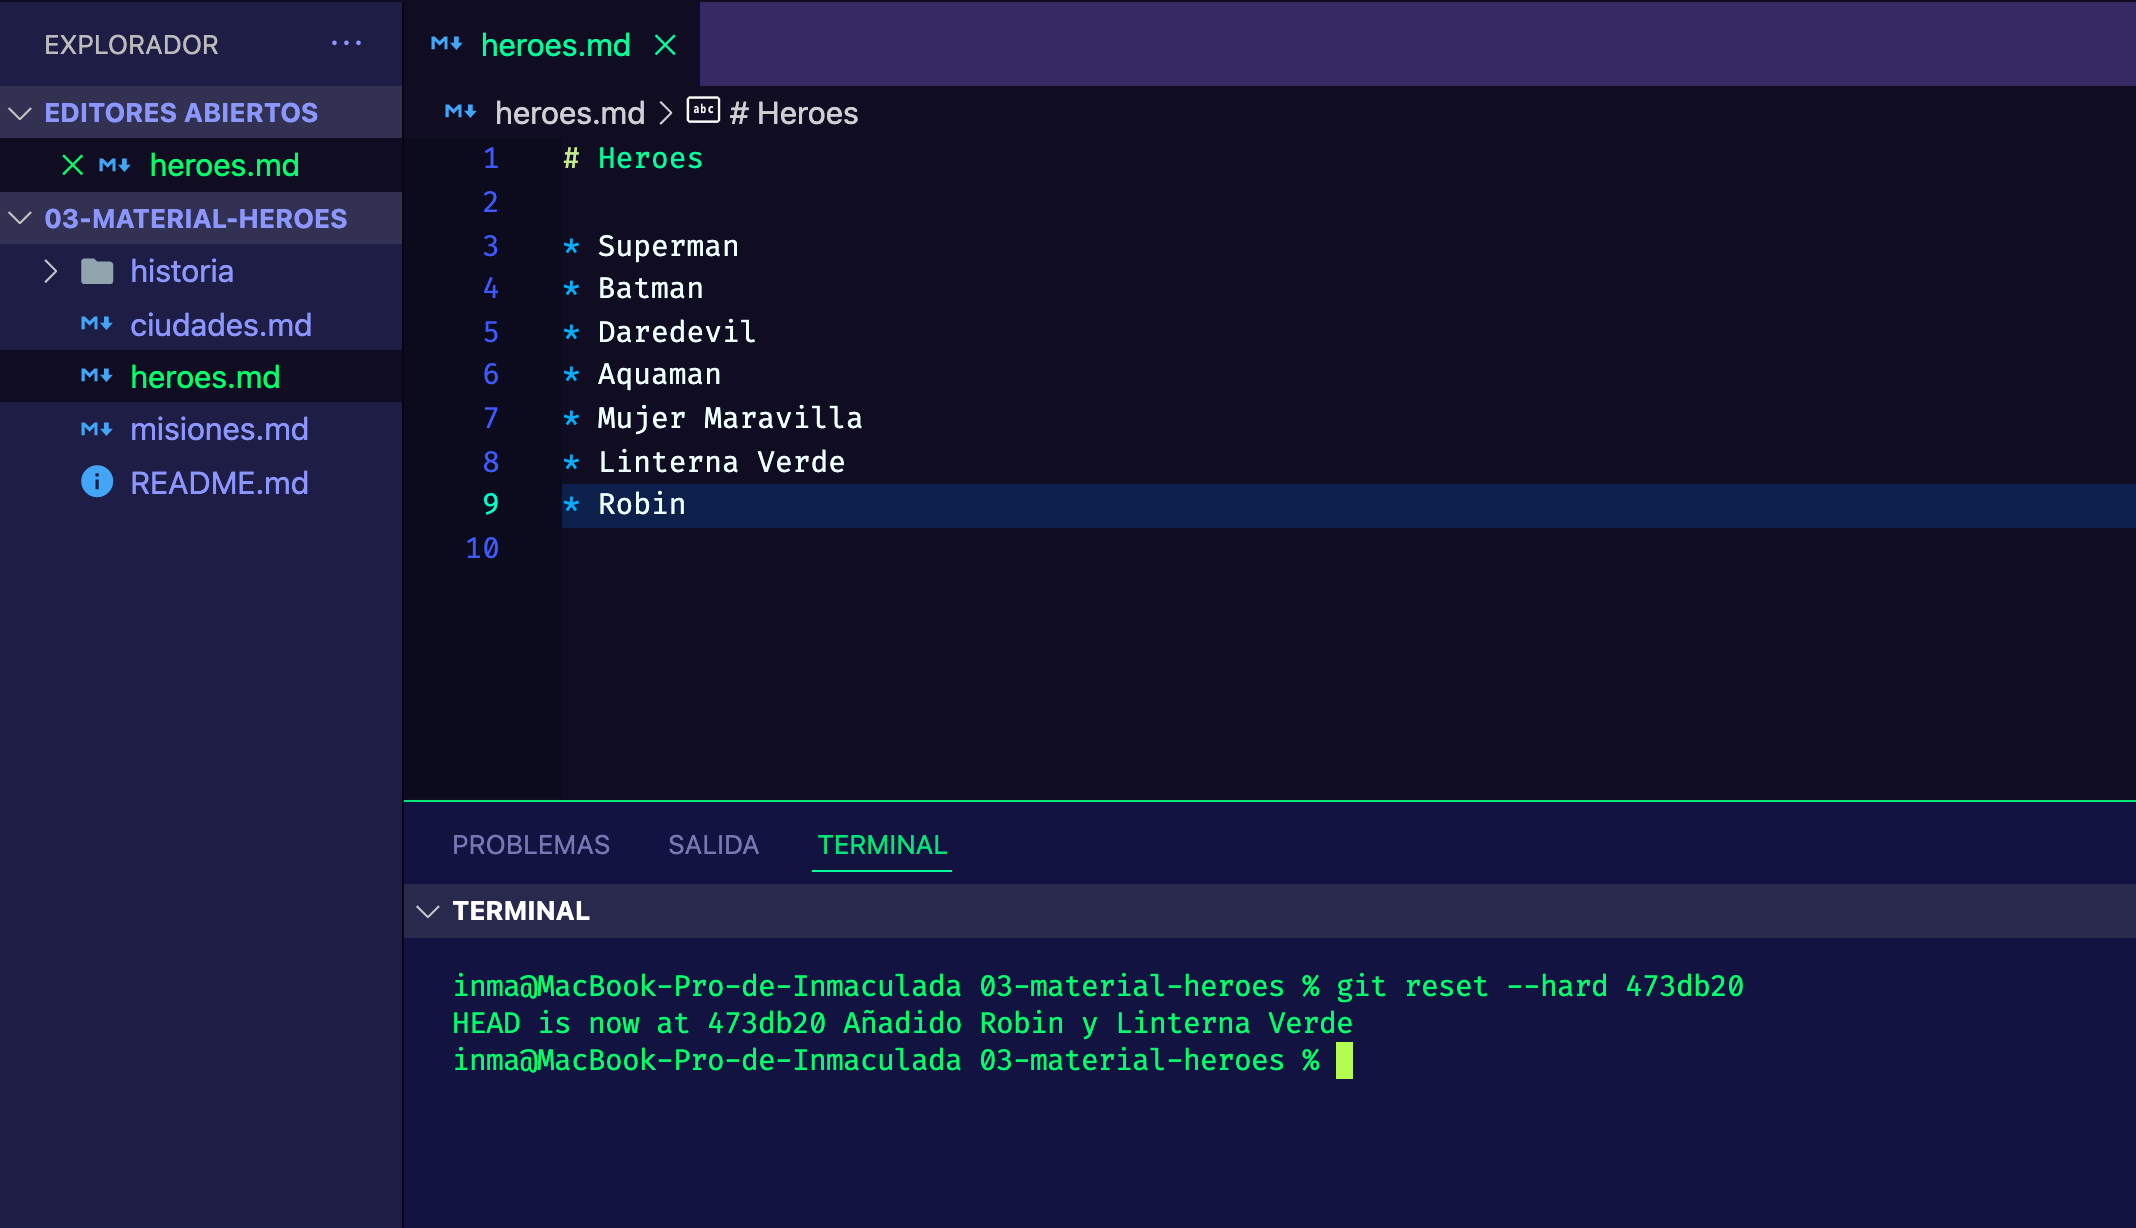 EXPLORADOR ...
EDITORES ABIERTOS
heroes.md
03-MATERIAL-HEROES
historia
ciudades.md
heroes.md
misiones.md
README.md
heroes.md
heroes.md > abc # Heroes
1 # Heroes
2
3 * Superman
4 * Batman
5 * Daredevil
6 * Aquaman
7 * Mujer Maravilla
8 * Linterna Verde
9 * Robin
10
PROBLEMAS SALIDA TERMINAL
TERMINAL
inma@MacBook-Pro-de-Inmaculada 03-material-heroes % git reset --hard 473db20
HEAD is now at 473db20 Añadido Robin y Linterna Verde
inma@MacBook-Pro-de-Inmaculada 03-material-heroes %